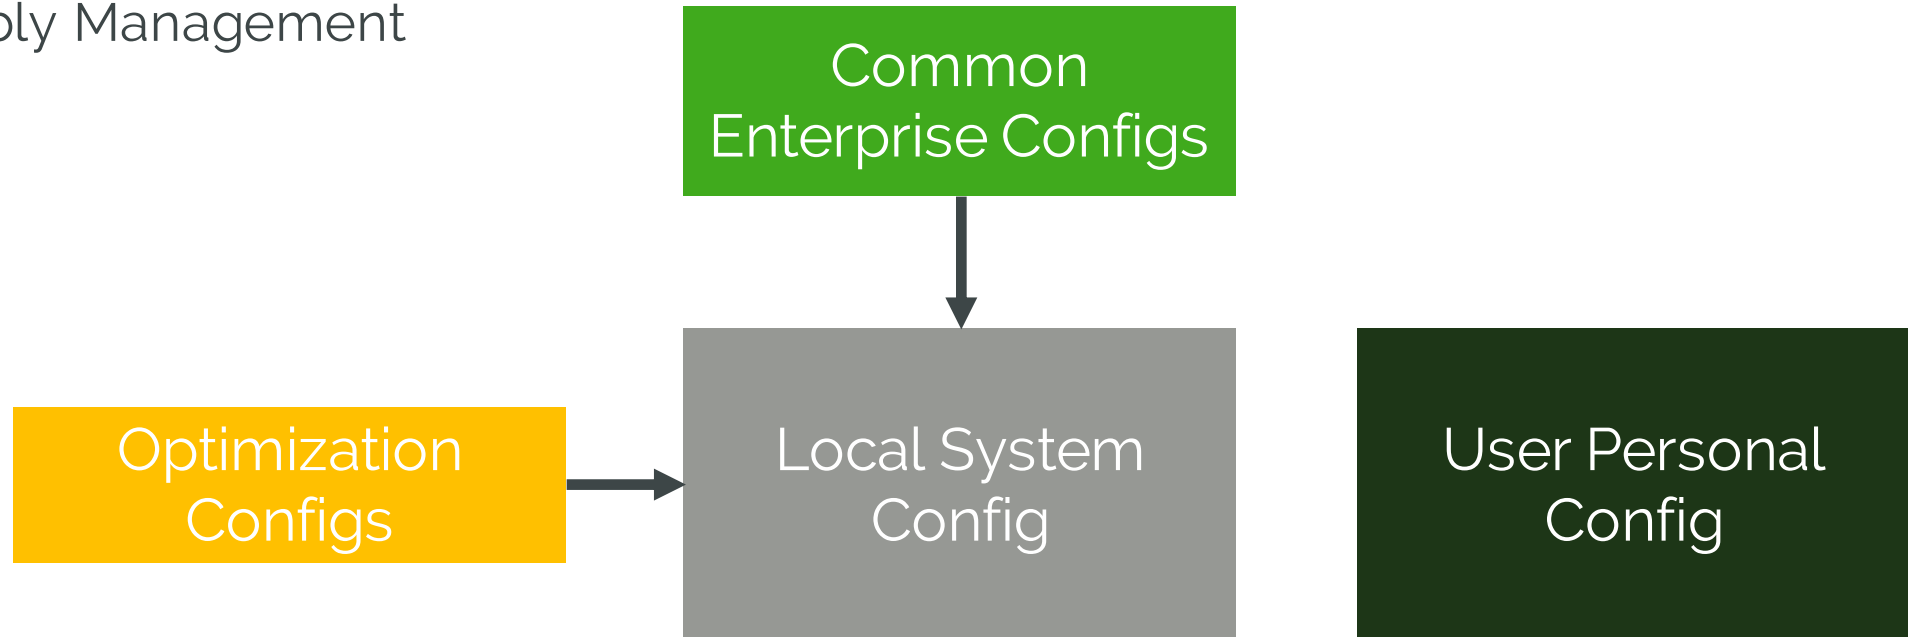 Management
Common
Enterprise Configs
Optimization
Configs
Local System
Config
User Personal
Config